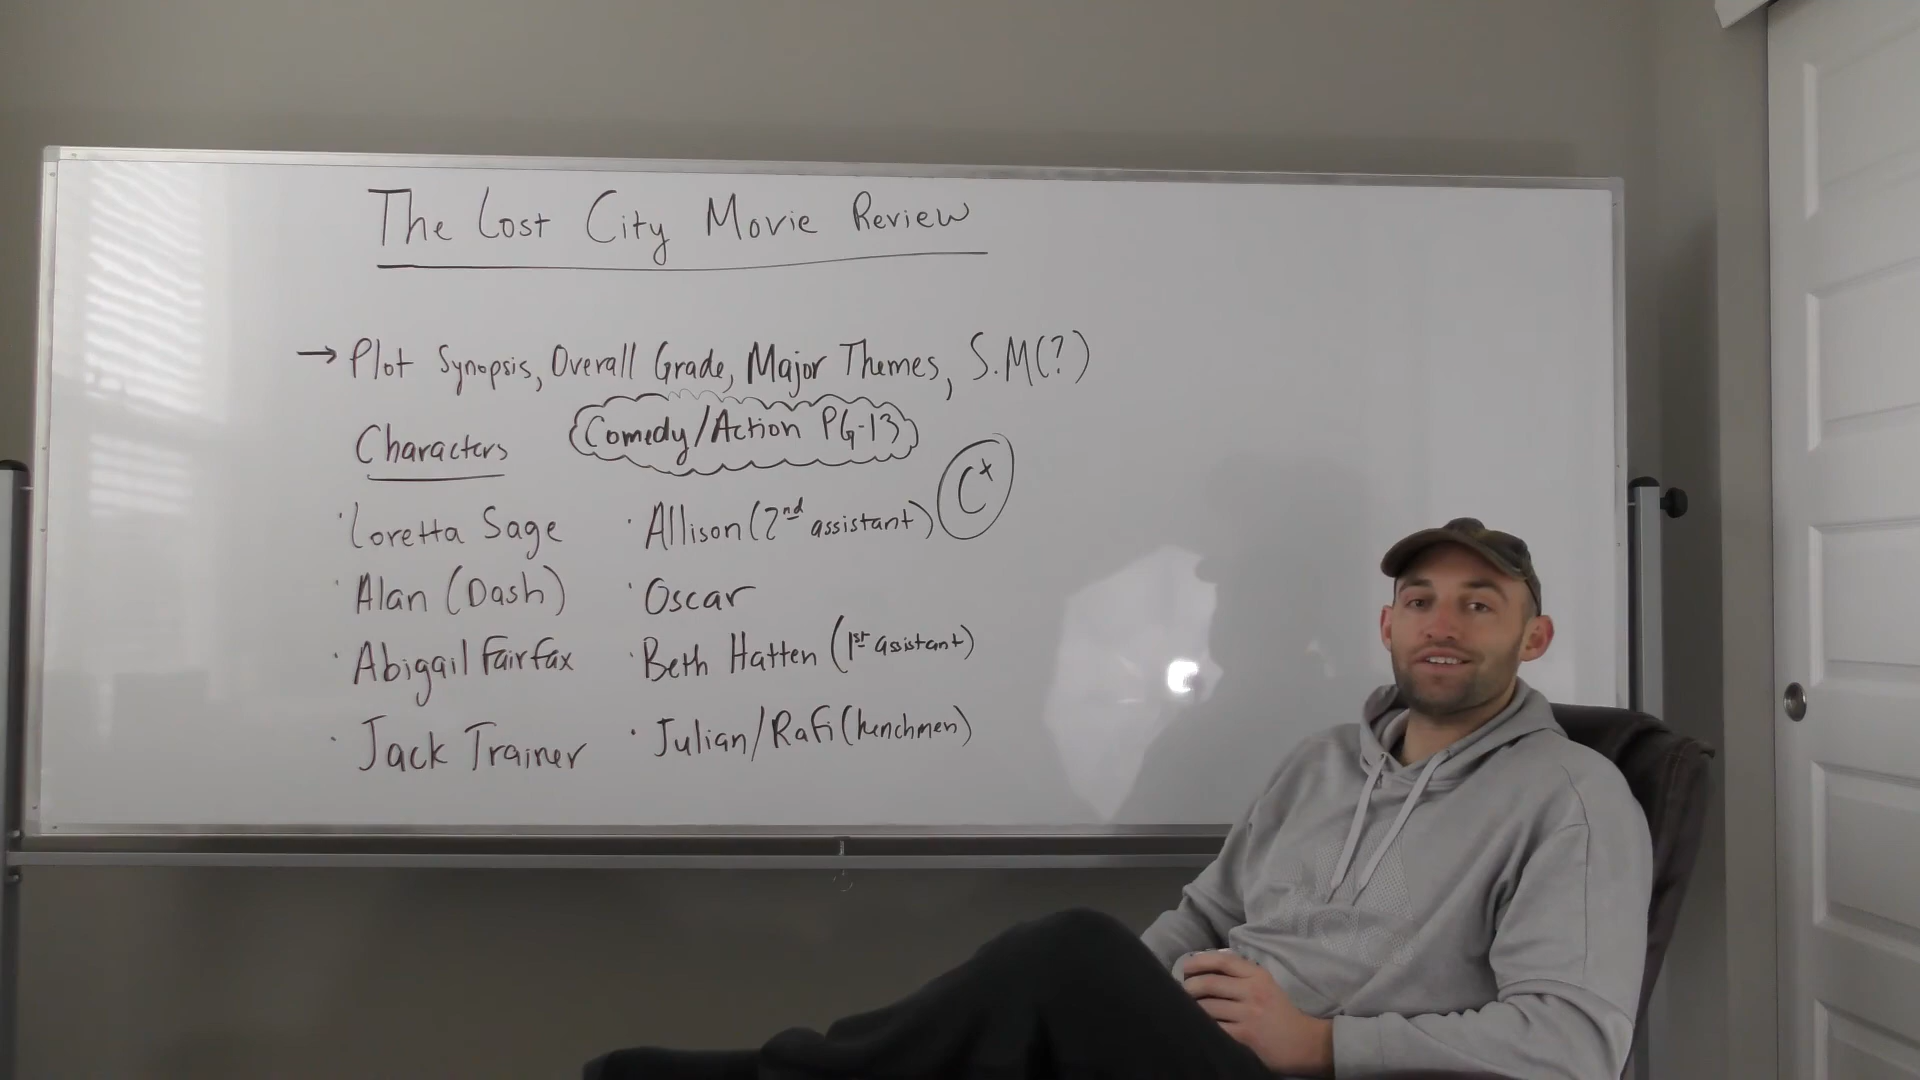 The Lost City Movie Review
→ Plot Synopsis, Overall Grade, Major Themes, S.M(?)
Characters
Comedy/Action PG-13
C+
· Loretta Sage
· Alan (Dash)
· Abigail Fairfax
· Jack Trainer
· Allison (2nd assistant)
· Oscar
· Beth Hatten (1st assistant)
· Julian/Rafi (henchmen)